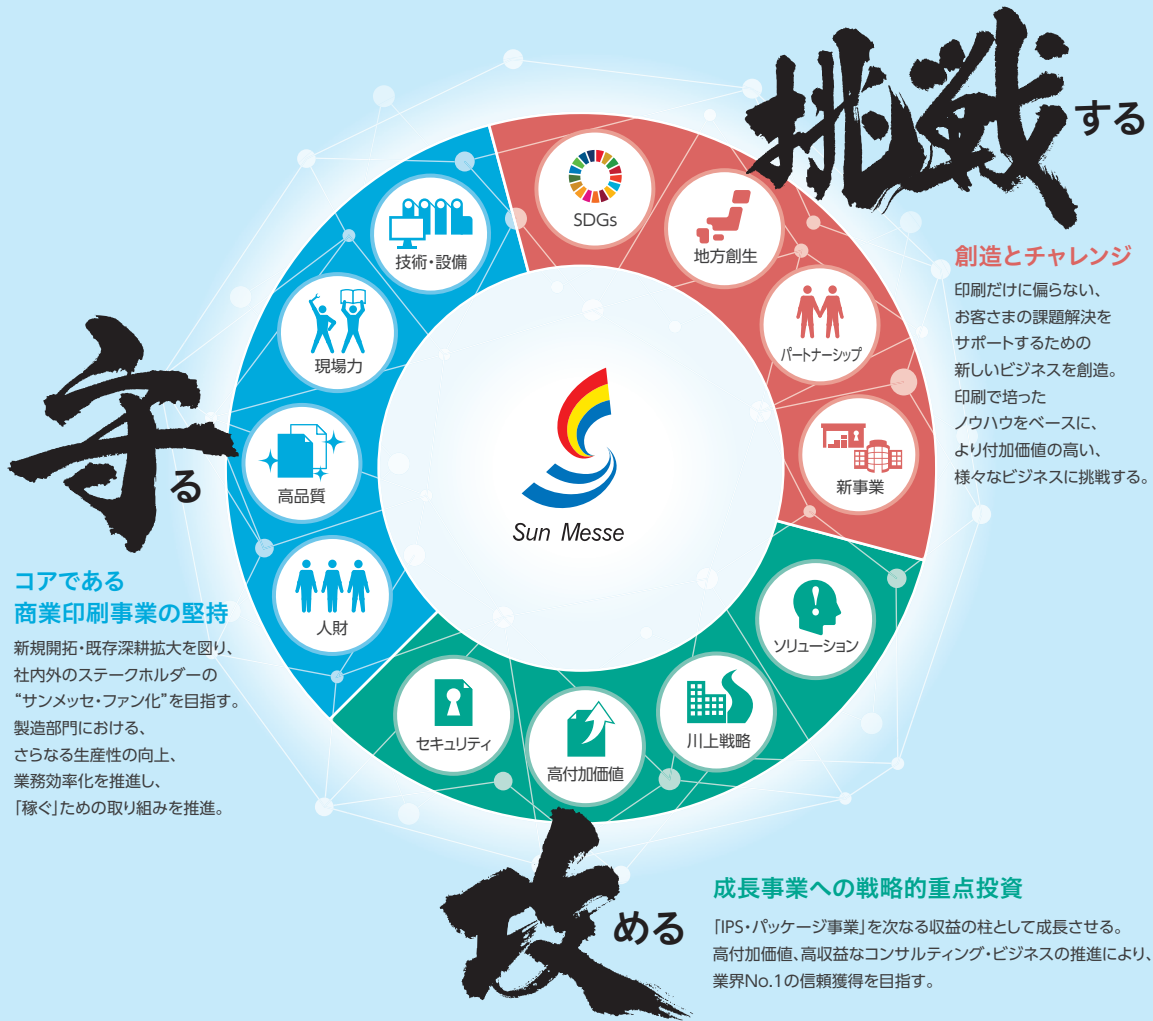 挑戦する
創造とチャレンジ
印刷だけに偏らない、
お客さまの課題解決を
サポートするための
新しいビジネスを創造。
印刷で培った
ノウハウをベースに、
より付加価値の高い、
様々なビジネスに挑戦する。
SDGs
地方創生
パートナーシップ
新事業
技術・設備
現場力
高品質
人財
Sun Messe
守る
コアである
商業印刷事業の堅持
新規開拓・既存深耕拡大を図り、
社内外のステークホルダーの
“サンメッセ・ファン化”を目指す。
製造部門における、
さらなる生産性の向上、
業務効率化を推進し、
「稼ぐ」ための取り組みを推進。
ソリューション
川上戦略
高付加価値
セキュリティ
攻める
成長事業への戦略的重点投資
「IPS・パッケージ事業」を次なる収益の柱として成長させる。
高付加価値、高収益なコンサルティング・ビジネスの推進により、
業界No.1の信頼獲得を目指す。